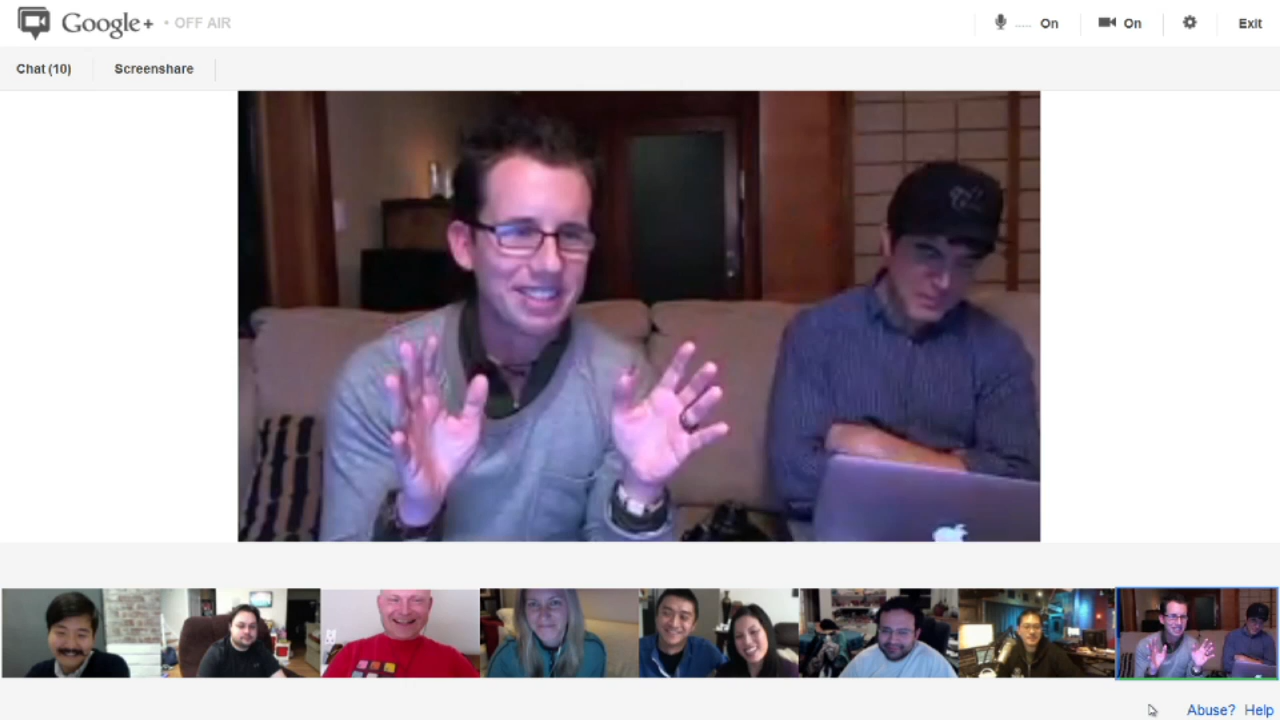 Google+ • OFF AIR
On
On
Exit
Chat (10)
Screenshare
Abuse? Help